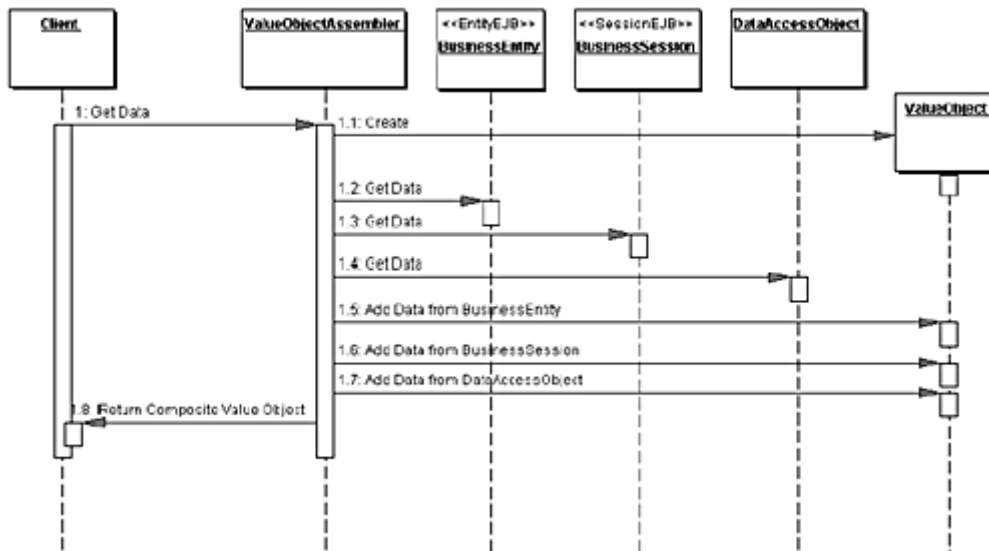 Client
ValueObjectAssembler
<<EntityEJB>>
BusinessEntity
<<SessionEJB>>
BusinessSession
DataAccessObject
ValueObject
1: Get Data
1.1: Create
1.2: Get Data
1.3: Get Data
1.4: Get Data
1.5: Add Data from BusinessEntity
1.6: Add Data from BusinessSession
1.7: Add Data from DataAccessObject
1.8: Return Composite Value Object